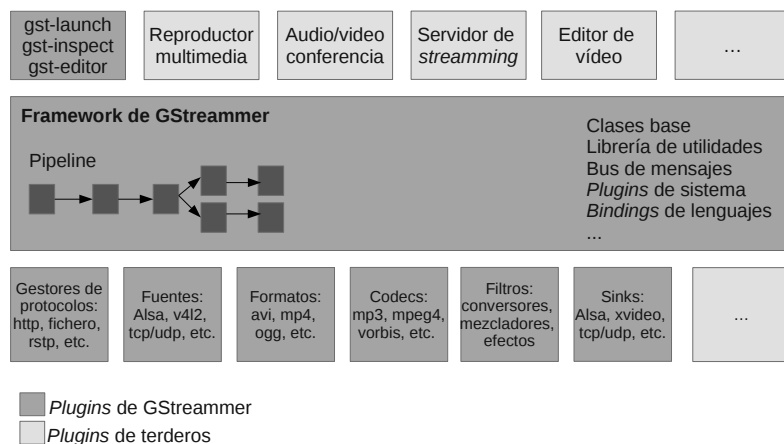 gst-launch
gst-inspect
gst-editor
Reproductor
multimedia
Audio/video
conferencia
Servidor de
streamming
Editor de
vídeo
...
Framework de GStreammer
Pipeline
Clases base
Librería de utilidades
Bus de mensajes
Plugins de sistema
Bindings de lenguajes
...
Gestores de
protocolos:
http, fichero,
rstp, etc.
Fuentes:
Alsa, v4l2,
tcp/udp, etc.
Formatos:
avi, mp4,
ogg, etc.
Codecs:
mp3, mpeg4,
vorbis, etc.
Filtros:
conversores,
mezcladores,
efectos
Sinks:
Alsa, xvideo,
tcp/udp, etc.
...
Plugins de GStreammer
Plugins de terderos